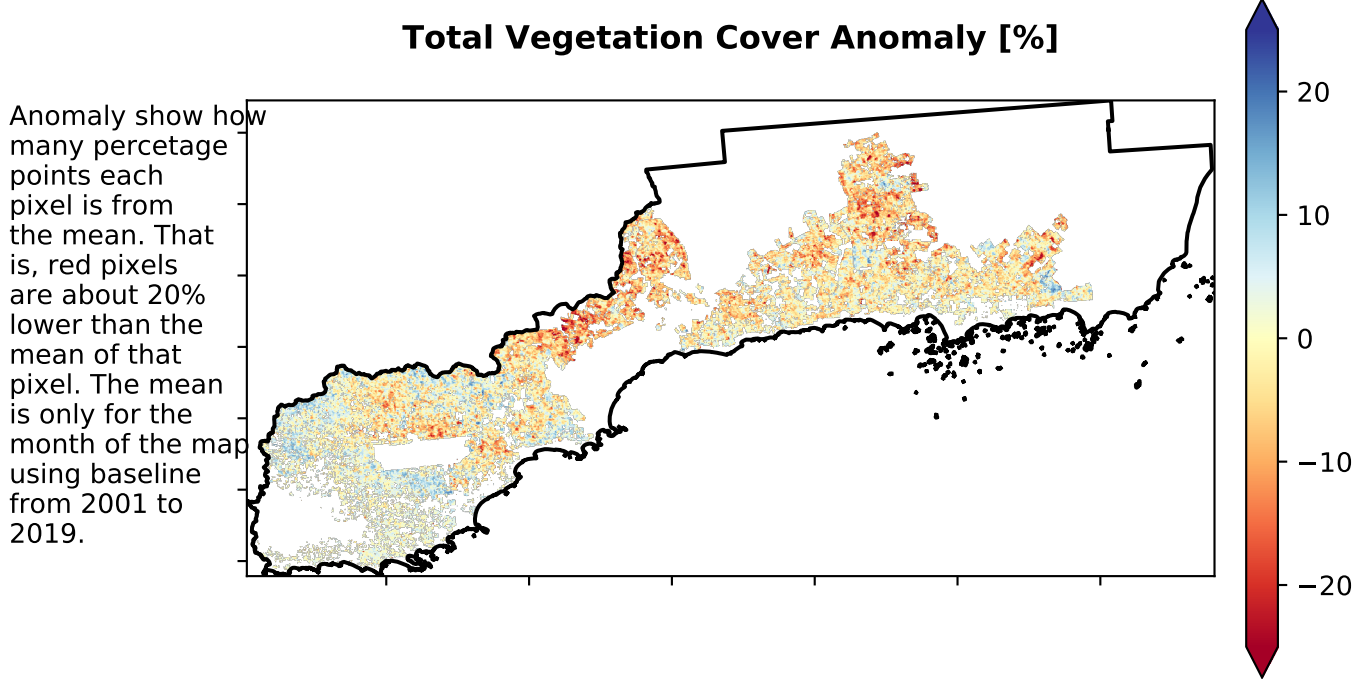 Total Vegetation Cover Anomaly [%]
Anomaly show how
many percetage
points each
pixel is from
the mean. That
is, red pixels
are about 20%
lower than the
mean of that
pixel. The mean
is only for the
month of the map
using baseline
from 2001 to
2019.
20
10
0
−10
−20